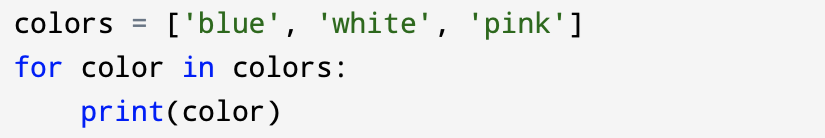 colors = ['blue', 'white', 'pink']
for color in colors:
    print(color)